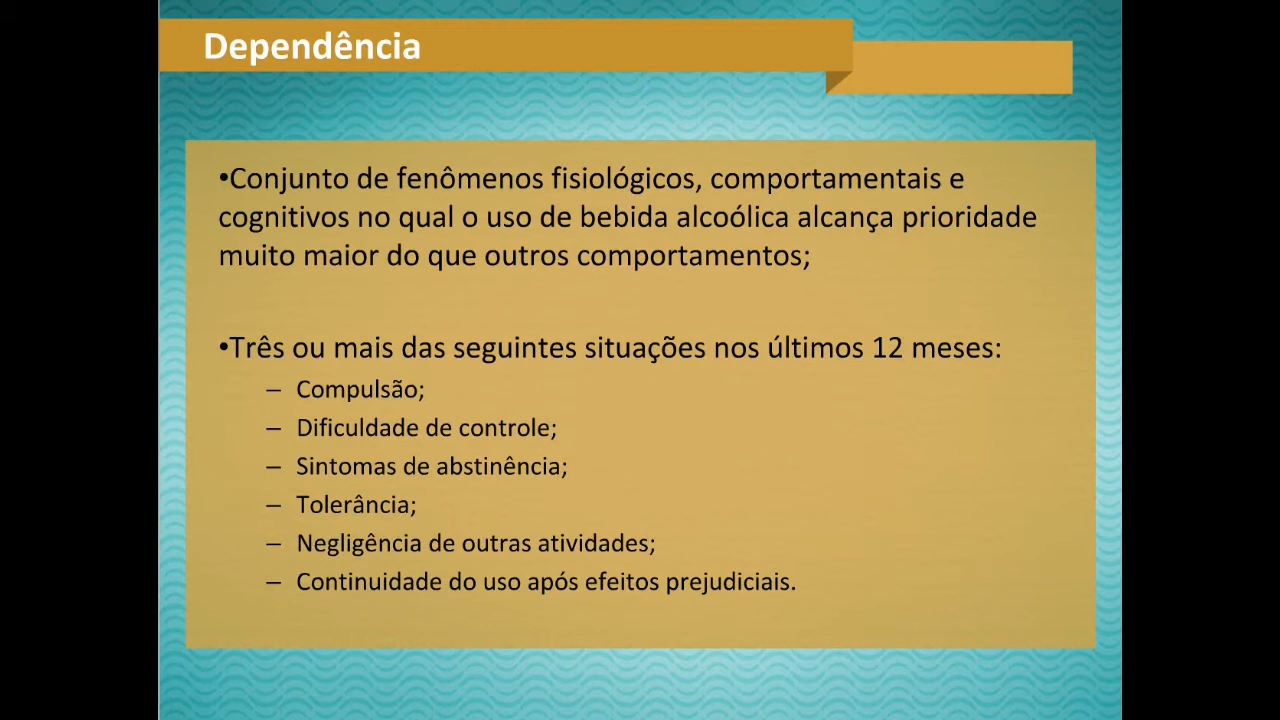 Dependência
•Conjunto de fenômenos fisiológicos, comportamentais e
cognitivos no qual o uso de bebida alcoólica alcança prioridade
muito maior do que outros comportamentos;
•Três ou mais das seguintes situações nos últimos 12 meses:
– Compulsão;
– Dificuldade de controle;
– Sintomas de abstinência;
– Tolerância;
– Negligência de outras atividades;
– Continuidade do uso após efeitos prejudiciais.